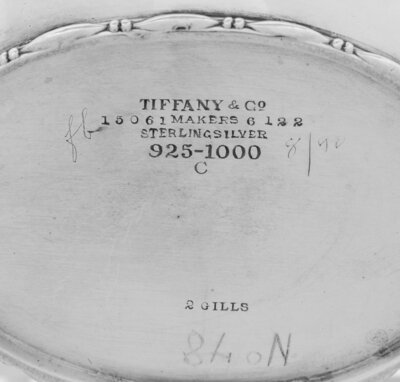 TIFFANY & Co
15061 MAKERS 6122
STERLING SILVER
925-1000
C
2 GILLS